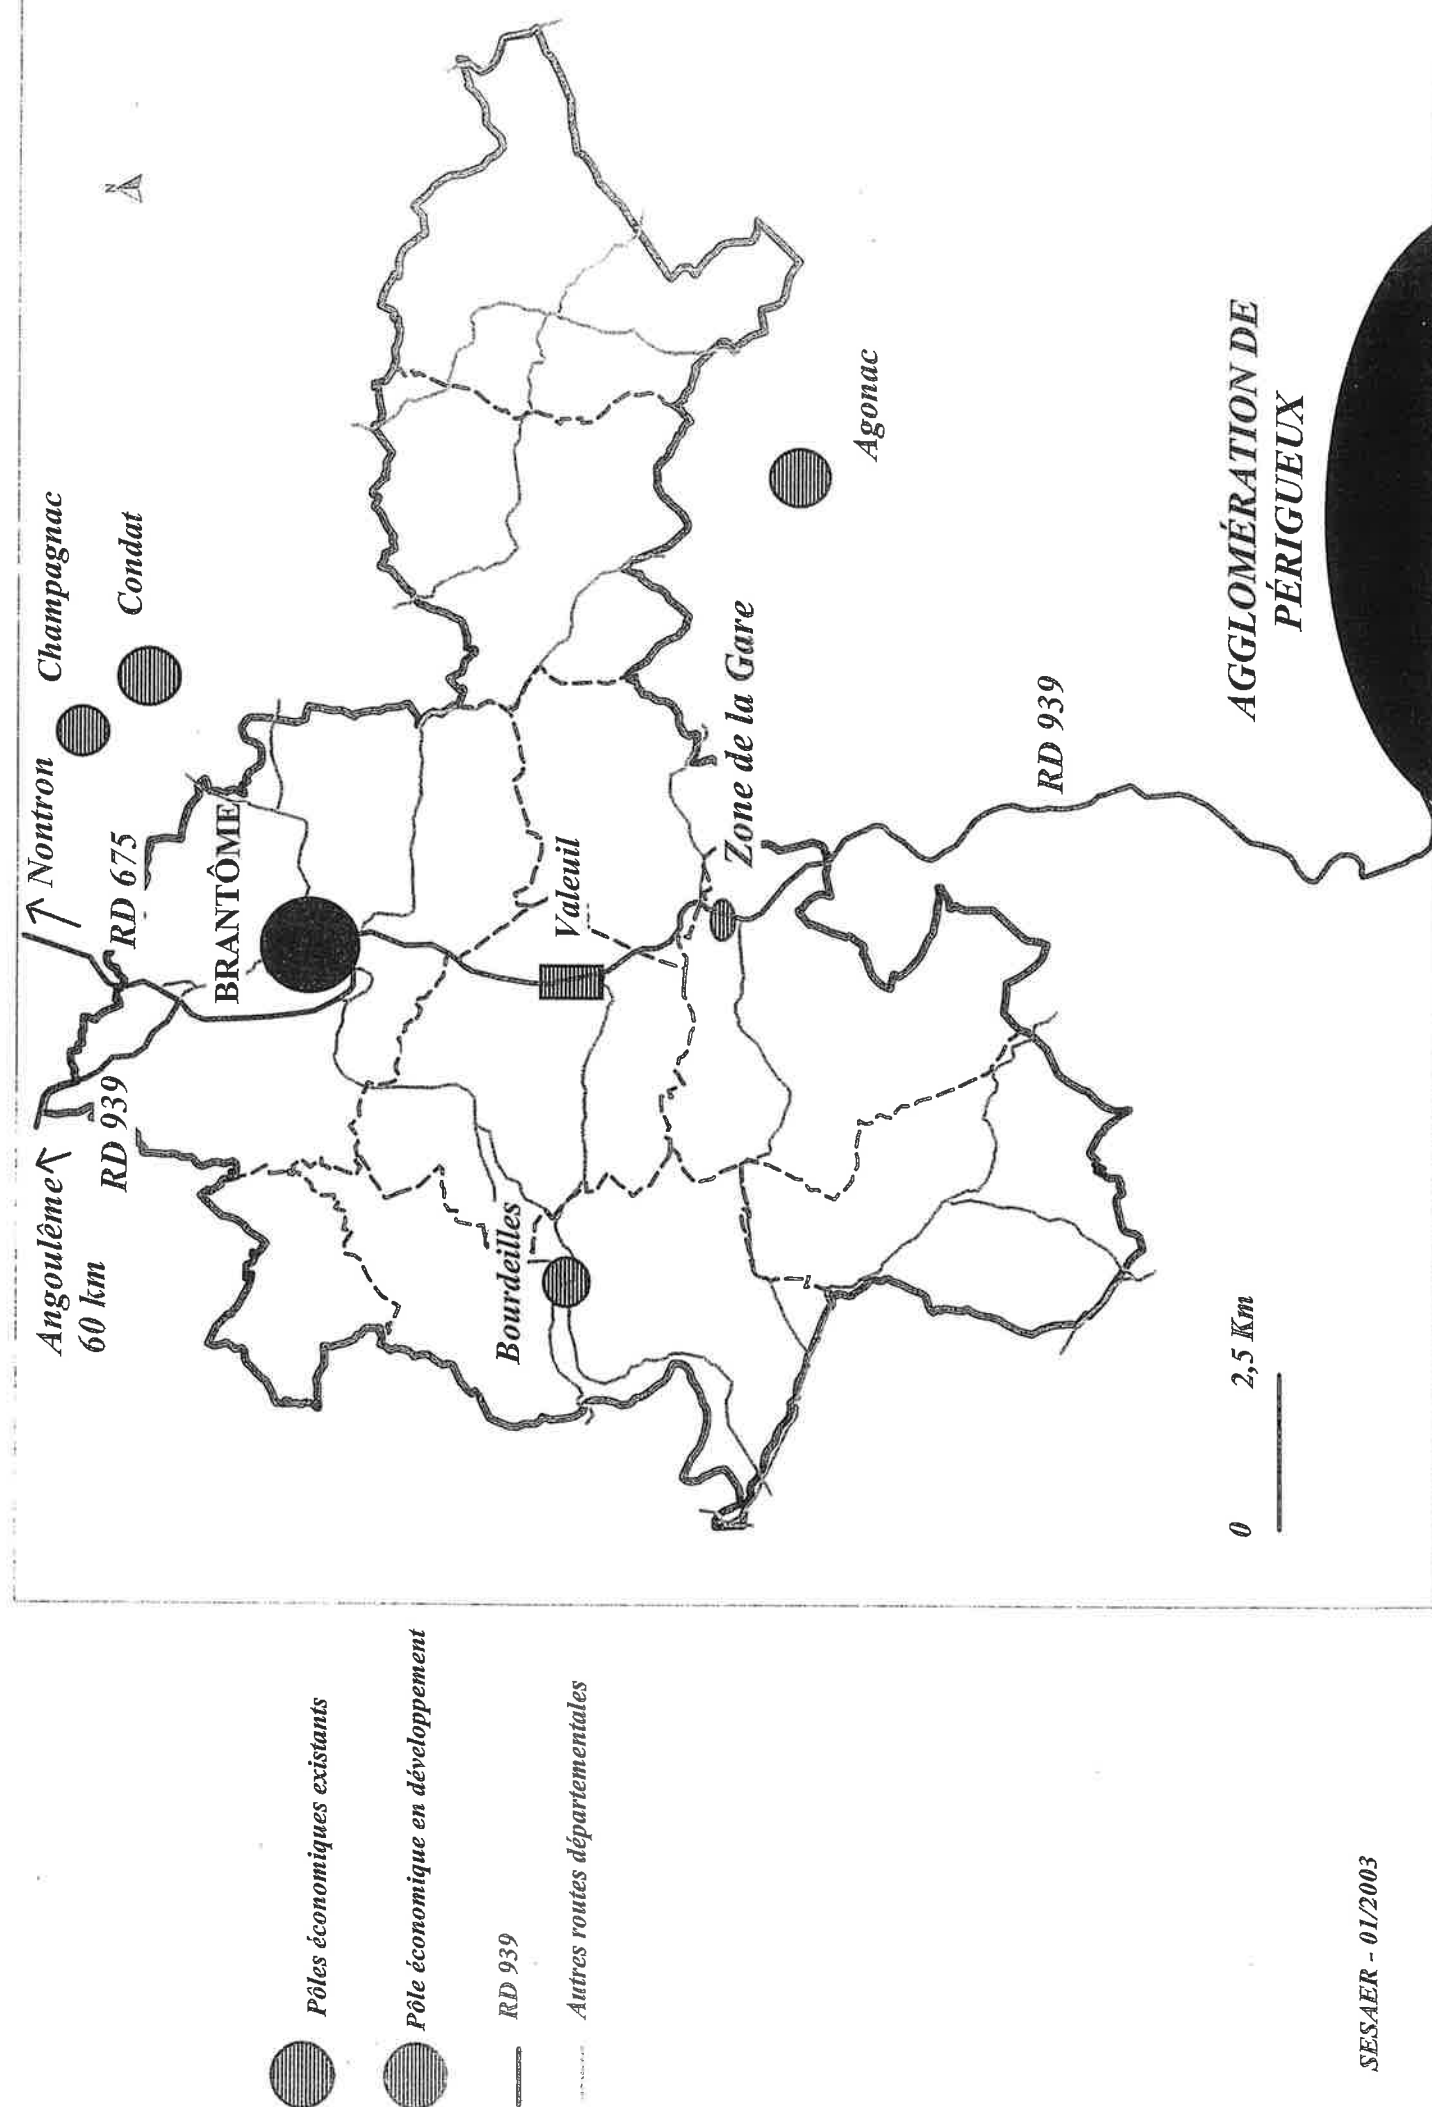 Pôles économiques existants
Pôle économique en développement
RD 939
Autres routes départementales
SESAER - 01/2003
Angoulême
60 km
RD 939
Nontron
RD 675
BRANTÔME
Champagnac
Condat
N
Bourdeilles
Valeuil
Zone de la Gare
Agonac
RD 939
AGGLOMÉRATION DE
PÉRIGUEUX
0
2,5 Km